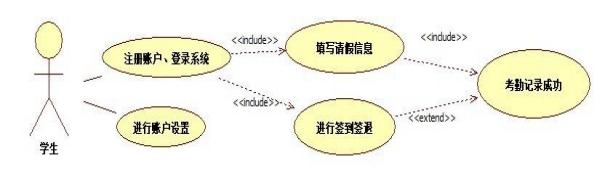 <<include>>
<<include>>
注册账户、登录系统
填写请假信息
考勤记录成功
<<include>>
<<extend>>
进行账户设置
进行签到签退
学生